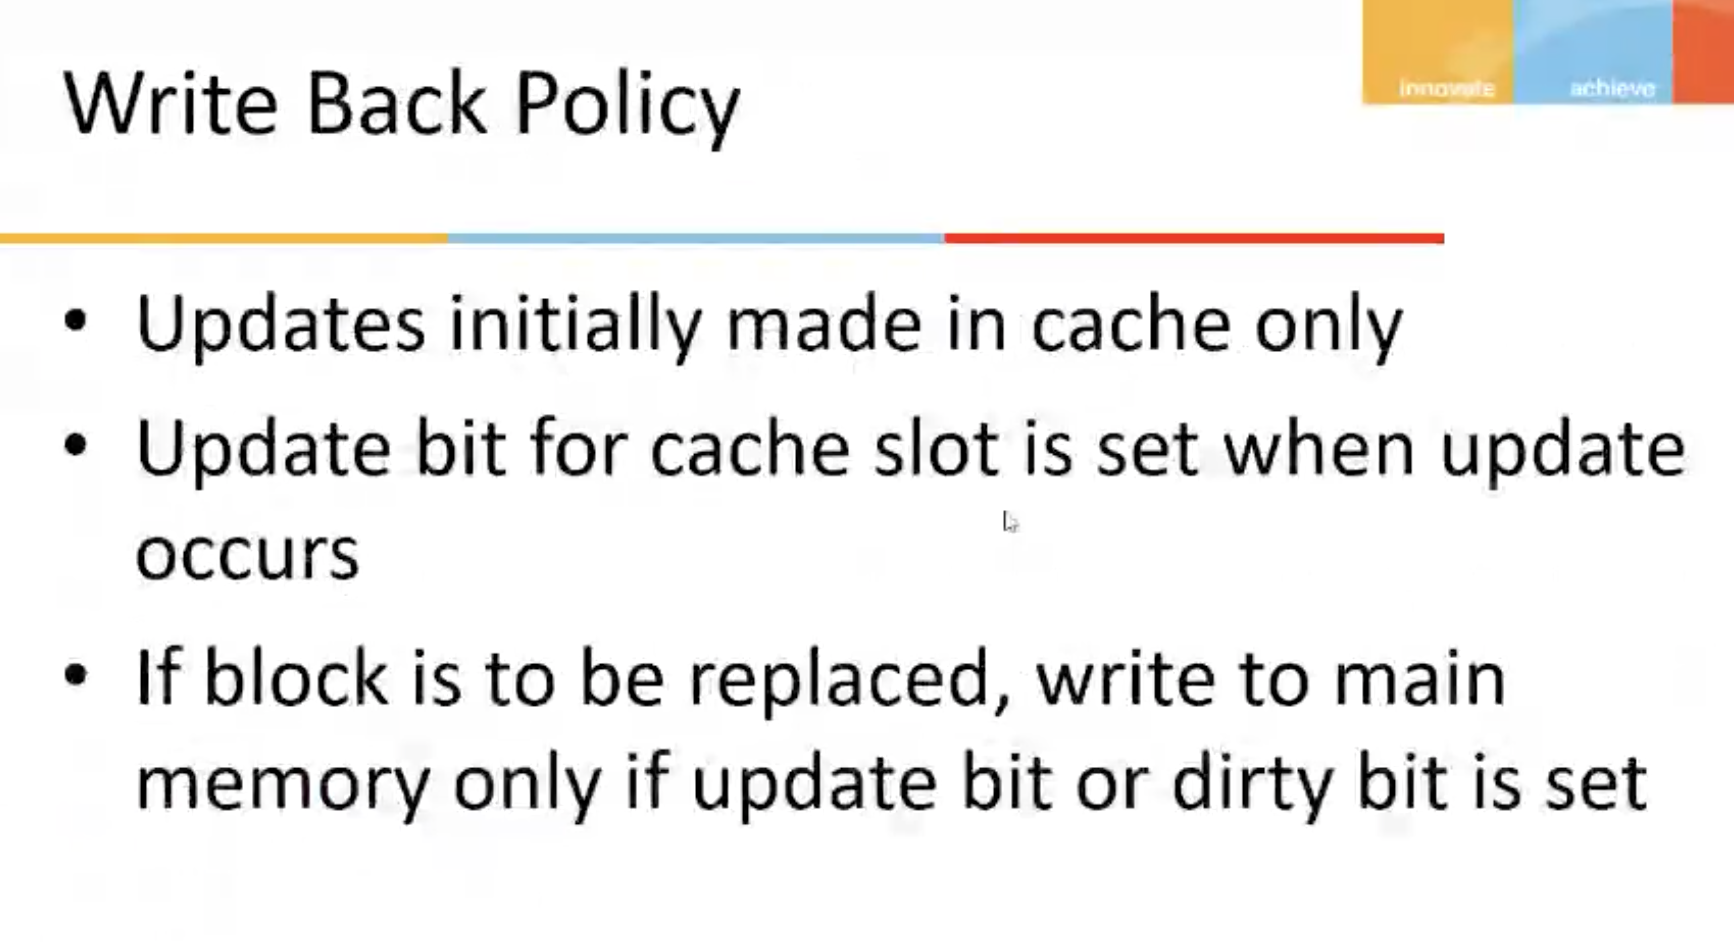 innovate achieve
Write Back Policy
• Updates initially made in cache only
• Update bit for cache slot is set when update
occurs
• If block is to be replaced, write to main
memory only if update bit or dirty bit is set